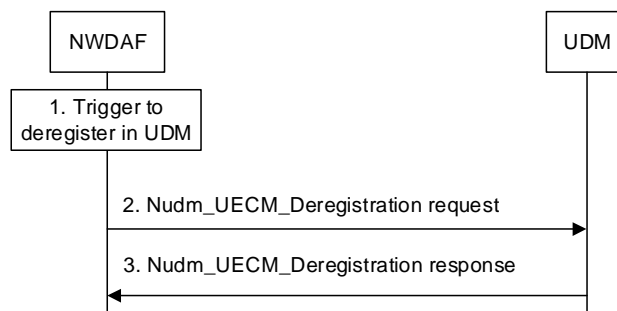 NWDAF
UDM
1. Trigger to
deregister in UDM
2. Nudm_UECM_Deregistration request
3. Nudm_UECM_Deregistration response